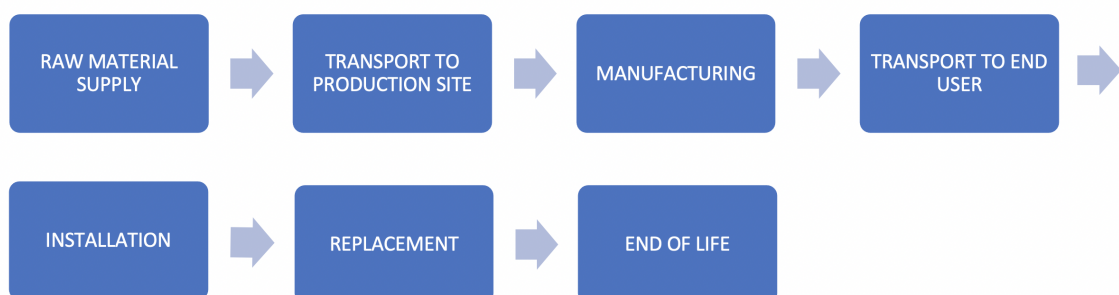 RAW MATERIAL
SUPPLY
TRANSPORT TO
PRODUCTION SITE
MANUFACTURING
TRANSPORT TO END
USER
INSTALLATION
REPLACEMENT
END OF LIFE